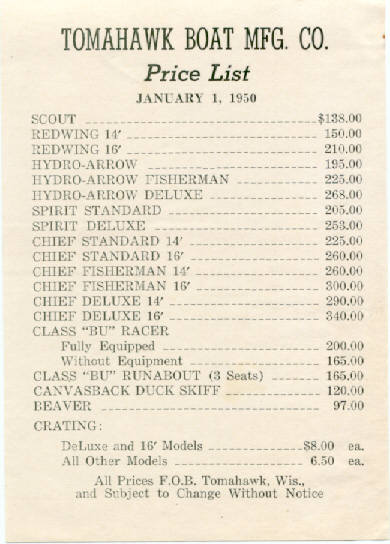 TOMAHAWK BOAT MFG. CO.
Price List
JANUARY 1, 1950
SCOUT ---------------------------------- $138.00
REDWING 14' ---------------------------- 150.00
REDWING 16' ---------------------------- 210.00
HYDRO-ARROW ---------------------------- 195.00
HYDRO-ARROW FISHERMAN ------------------ 225.00
HYDRO-ARROW DELUXE --------------------- 268.00
SPIRIT STANDARD ------------------------ 205.00
SPIRIT DELUXE -------------------------- 253.00
CHIEF STANDARD 14' --------------------- 225.00
CHIEF STANDARD 16' --------------------- 260.00
CHIEF FISHERMAN 14' -------------------- 260.00
CHIEF FISHERMAN 16' -------------------- 300.00
CHIEF DELUXE 14' ----------------------- 290.00
CHIEF DELUXE 16' ----------------------- 340.00
CLASS "BU" RACER
Fully Equipped ------------------------- 200.00
Without Equipment ---------------------- 165.00
CLASS "BU" RUNABOUT (3 Seats) ---------- 165.00
CANVASBACK DUCK SKIFF ------------------ 120.00
BEAVER --------------------------------- 97.00
CRATING:
DeLuxe and 16' Models ------------------ $8.00 ea.
All Other Models ----------------------- 6.50 ea.
All Prices F.O.B. Tomahawk, Wis.,
and Subject to Change Without Notice